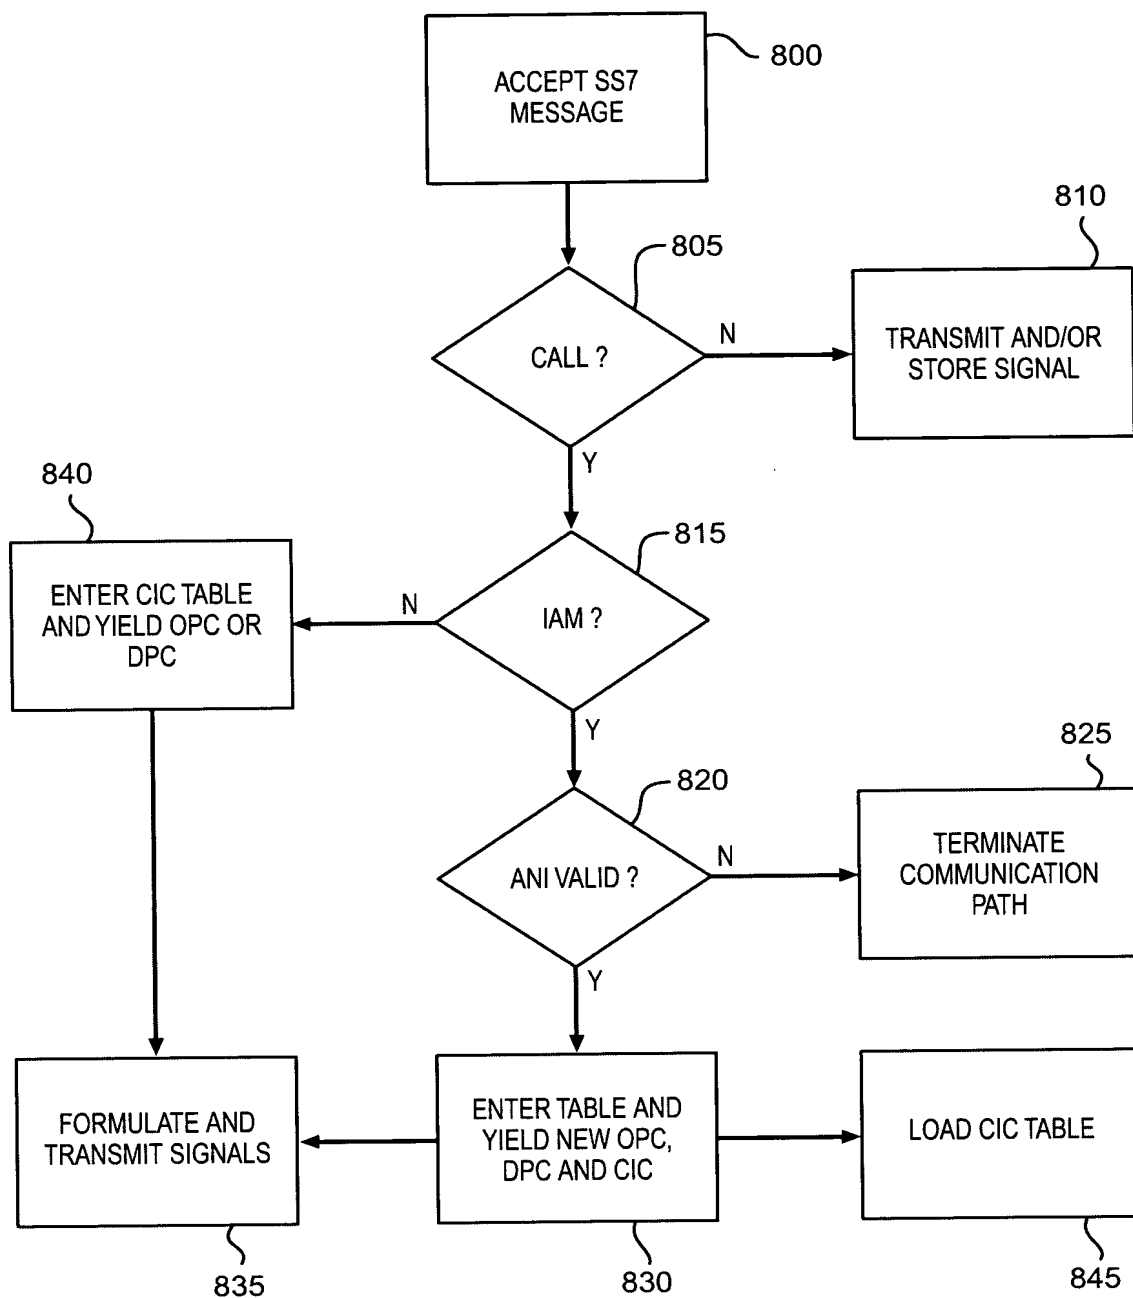 800
ACCEPT SS7
MESSAGE
805
810
CALL ?
N
TRANSMIT AND/OR
STORE SIGNAL
Y
840
815
ENTER CIC TABLE
AND YIELD OPC OR
DPC
N
IAM ?
Y
825
820
ANI VALID ?
N
TERMINATE
COMMUNICATION
PATH
Y
FORMULATE AND
TRANSMIT SIGNALS
ENTER TABLE AND
YIELD NEW OPC,
DPC AND CIC
LOAD CIC TABLE
835
830
845